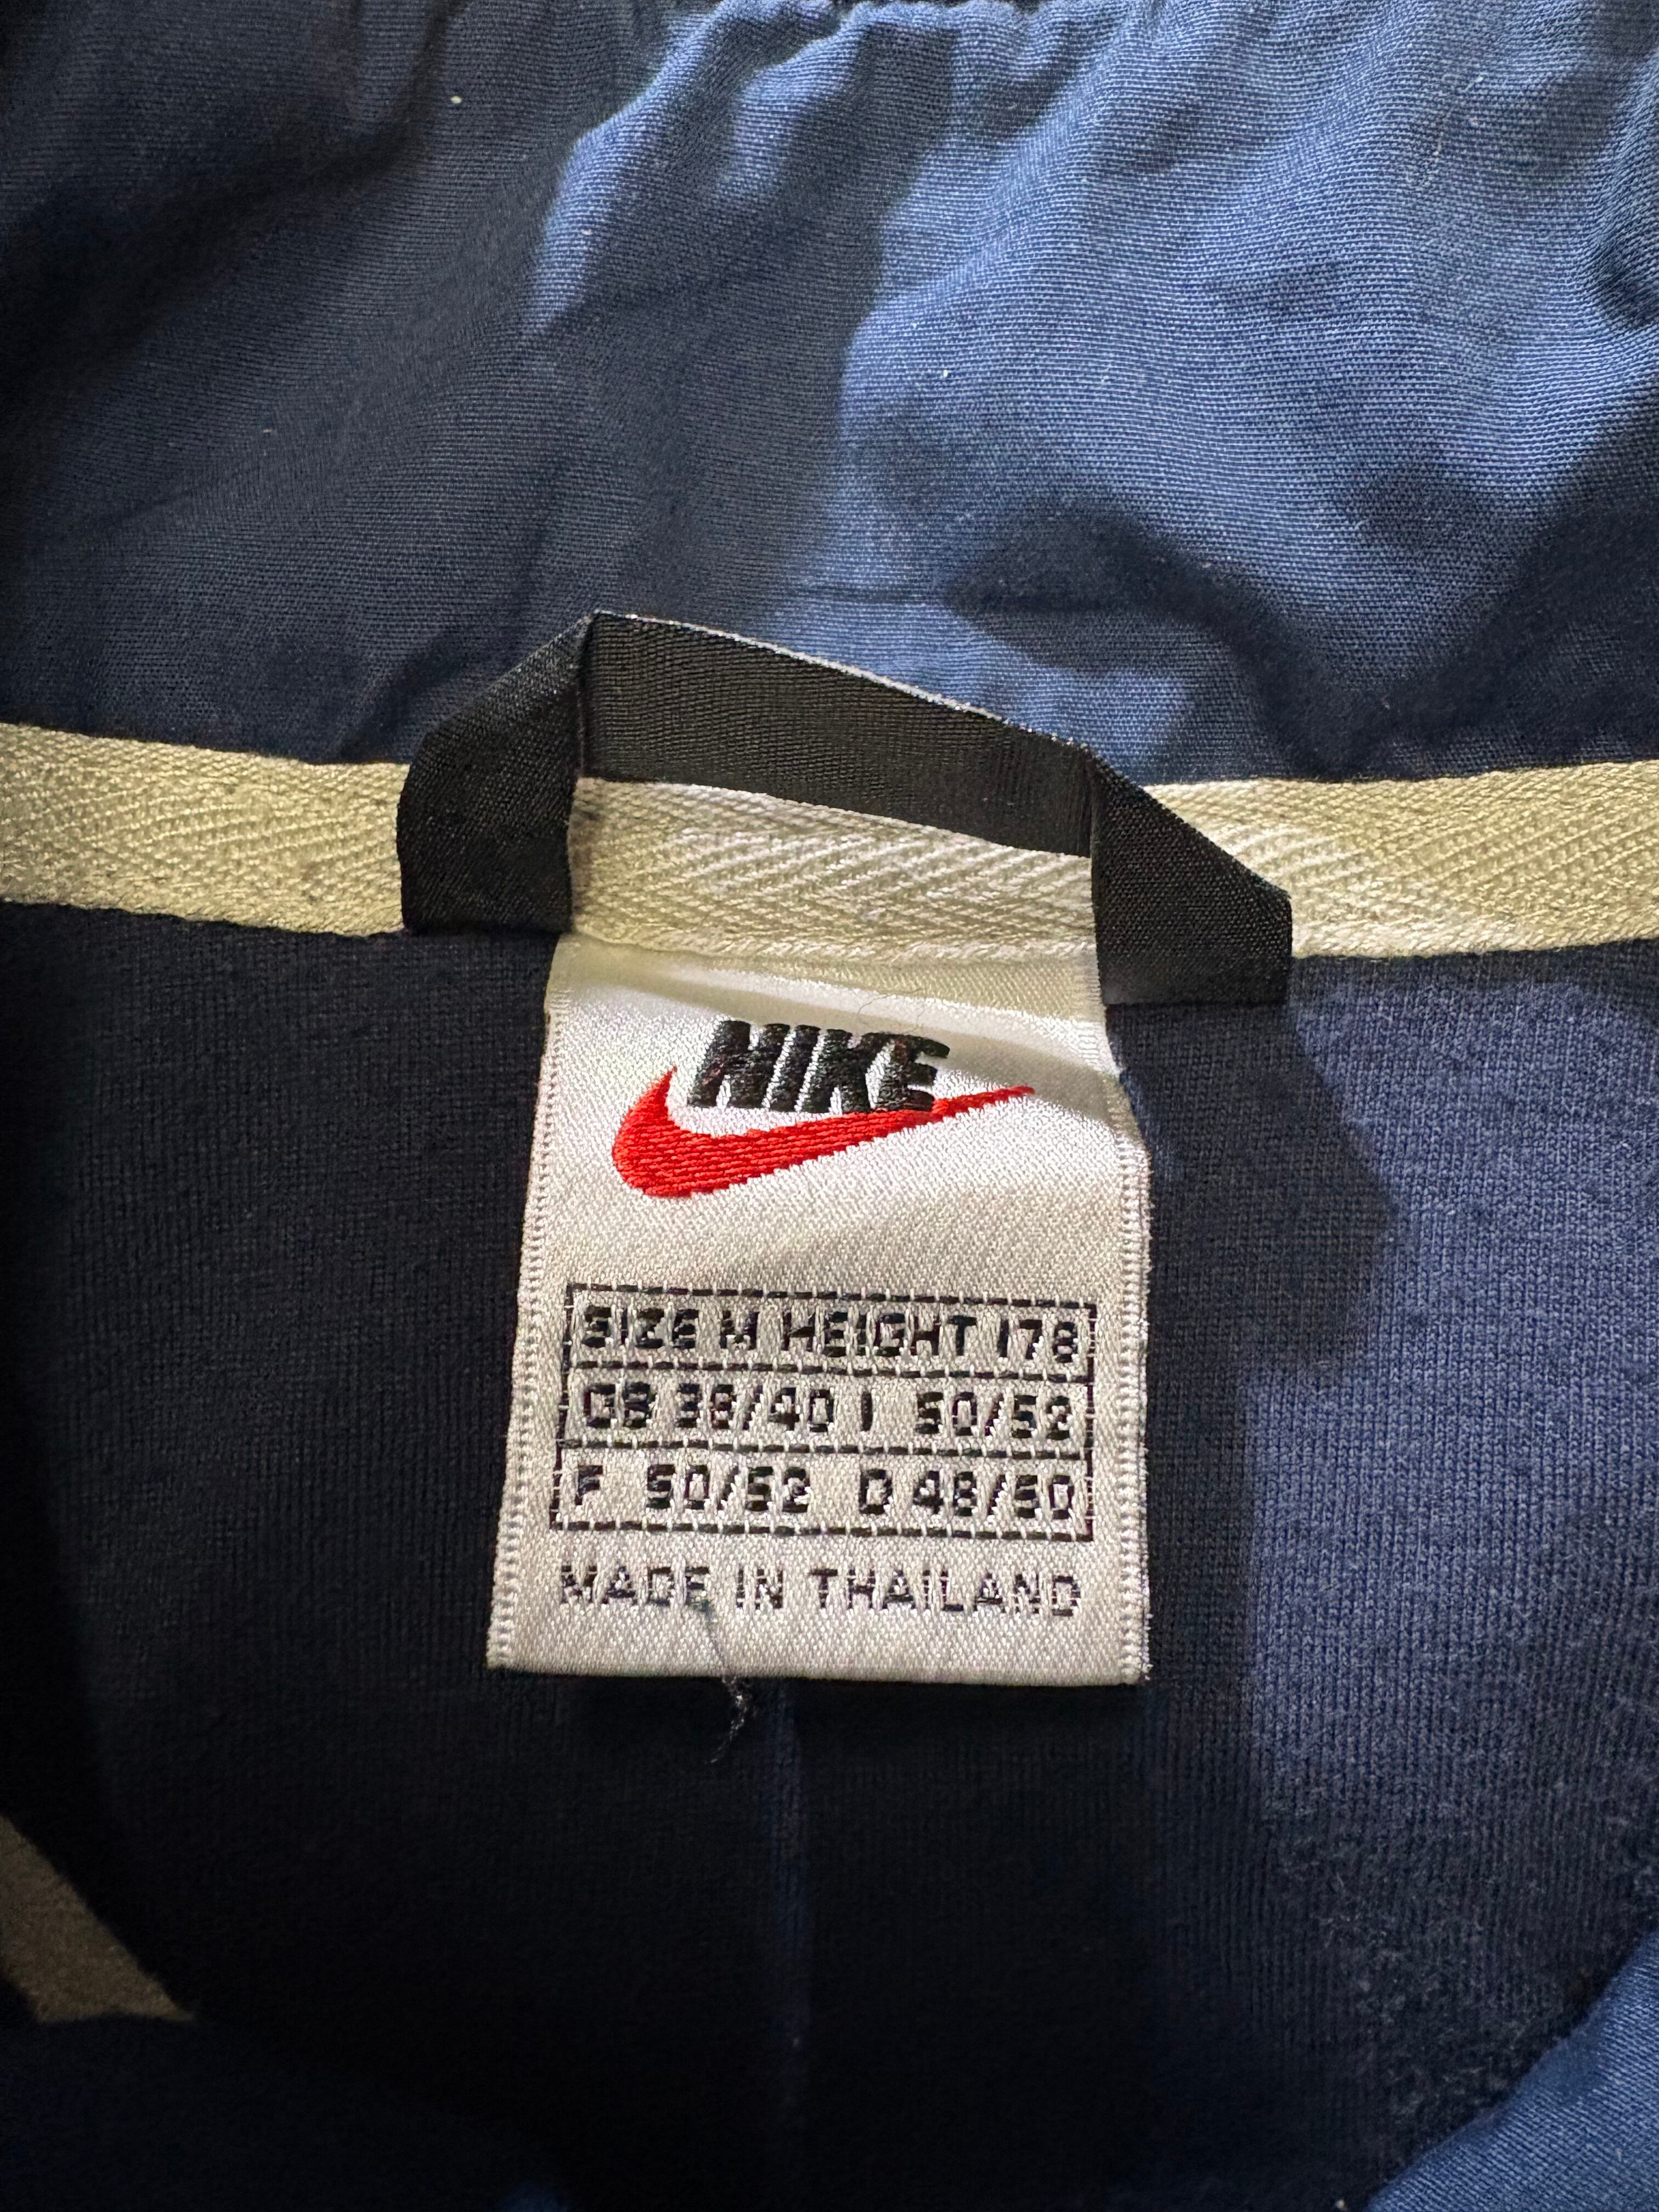 NIKE
SIZE M HEIGHT 178
GB 38/40 I 50/52
F 50/52 D 48/50
MADE IN THAILAND